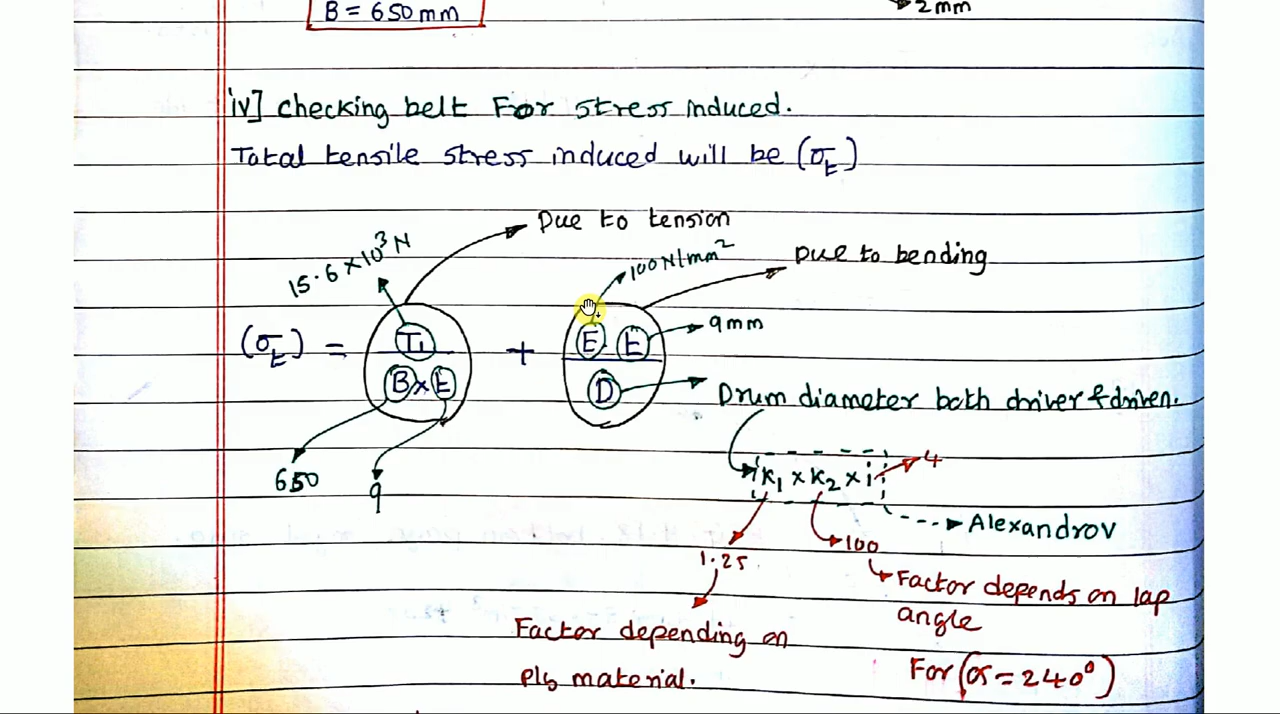 B = 650mm
2mm
iv] checking belt For stress induced.
Total tensile stress induced will be (σt)
Due to tension
15.6 × 10³ N
100 N/mm²
Due to bending
(σt) = T1 / B × t + E. t / D
9mm
Drum diameter both driver & driven.
650
9
K1 × K2 × i
4
Alexandrov
1.25
100
Factor depends on lap
angle
Factor depending on
ply material.
For (α = 240°)